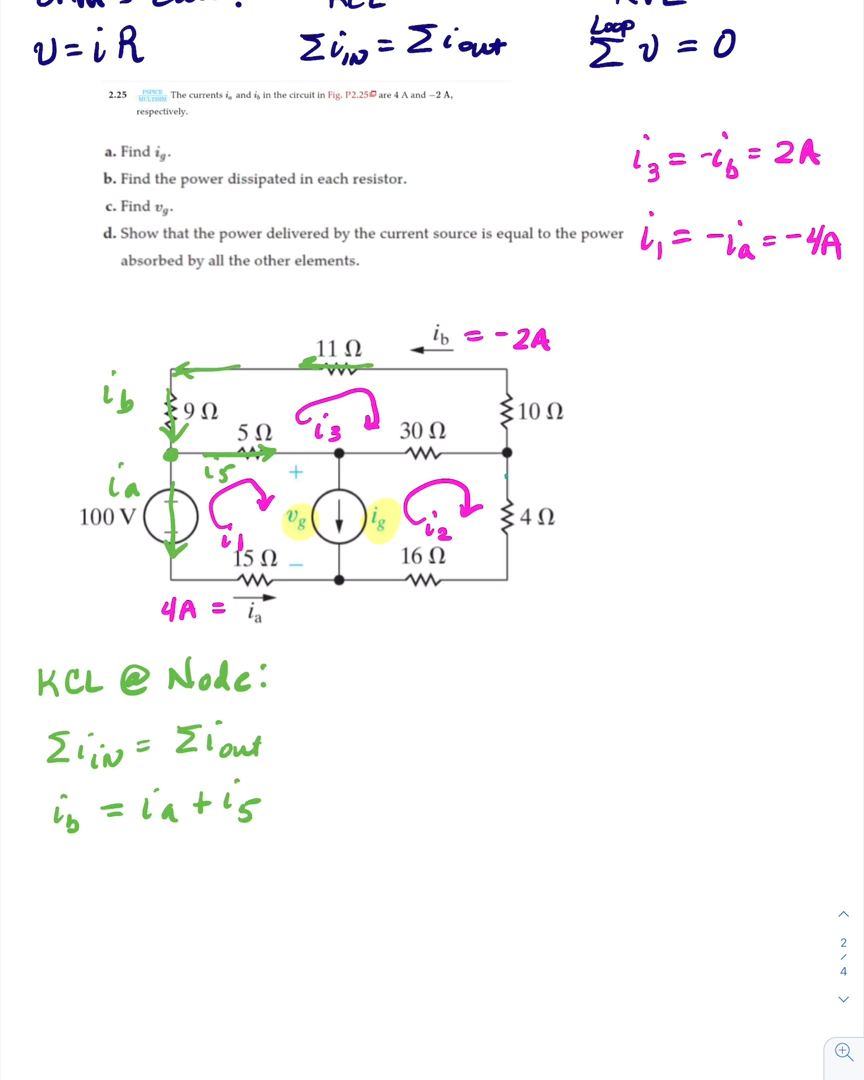 v = iR Σi_IN = Σi_out Loop Σ v = 0
2.25 PSPICE MULTISIM The currents i_a and i_b in the circuit in Fig. P2.25 are 4 A and −2 A,
respectively.
a. Find i_g.
b. Find the power dissipated in each resistor.
c. Find v_g.
d. Show that the power delivered by the current source is equal to the power
absorbed by all the other elements.
i_3 = -i_b = 2A
i_1 = -i_a = -4A
11 Ω i_b = -2A
i_b 9 Ω 5 Ω i_3 30 Ω 10 Ω
i_a i_5 +
100 V + − i_1 v_g i_g i_2 4 Ω
15 Ω − 16 Ω
4A = i_a
KCL @ Node:
Σi_IN = Σi_out
i_b = i_a + i_5
2
/
4